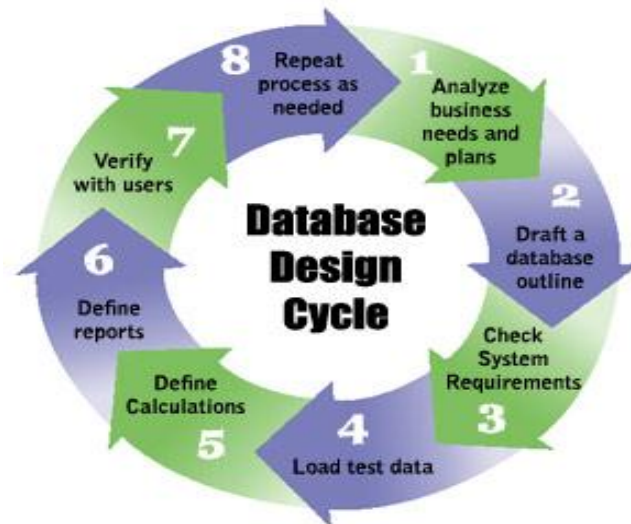 Database
Design
Cycle
1
Analyze
business
needs and
plans
2
Draft a
database
outline
Check
System
Requirements
3
4
Load test data
Define
Calculations
5
6
Define
reports
7
Verify
with users
8
Repeat
process as
needed